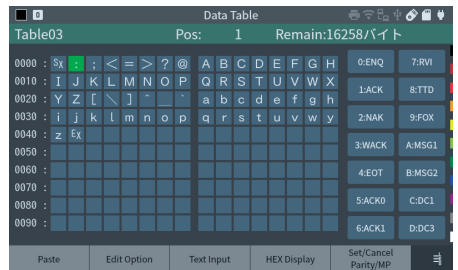 0 Data Table
Table03 Pos: 1 Remain:16258バイト
0000 : SX : ; < = > ? @ A B C D E F G H
0010 : I J K L M N O P Q R S T U V W X
0020 : Y Z [ \ ] ^ _ ` a b c d e f g h
0030 : i j k l m n o p q r s t u v w y
0040 : z EX
0050 :
0060 :
0070 :
0080 :
0090 :
0:ENQ 7:RVI
1:ACK 8:TTD
2:NAK 9:FOX
3:WACK A:MSG1
4:EOT B:MSG2
5:ACK0 C:DC1
6:ACK1 D:DC3
Paste Edit Option Text Input HEX Display Set/Cancel
Parity/MP